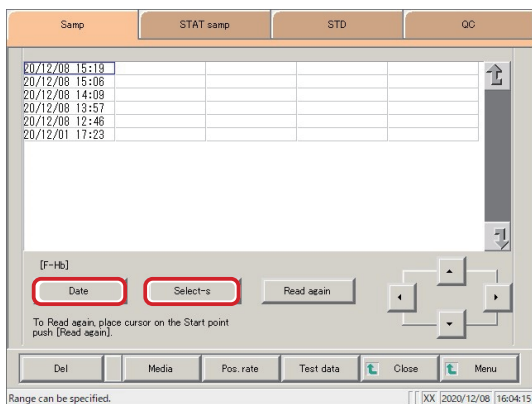 Samp STAT samp STD QC
20/12/08 15:19
20/12/08 15:06
20/12/08 14:09
20/12/08 13:57
20/12/08 12:46
20/12/01 17:23
[F-Hb]
Date Select-s Read again
To Read again, place cursor on the Start point
push [Read again].
Del Media Pos. rate Test data Close Menu
Range can be specified. XX 2020/12/08 16:04:15